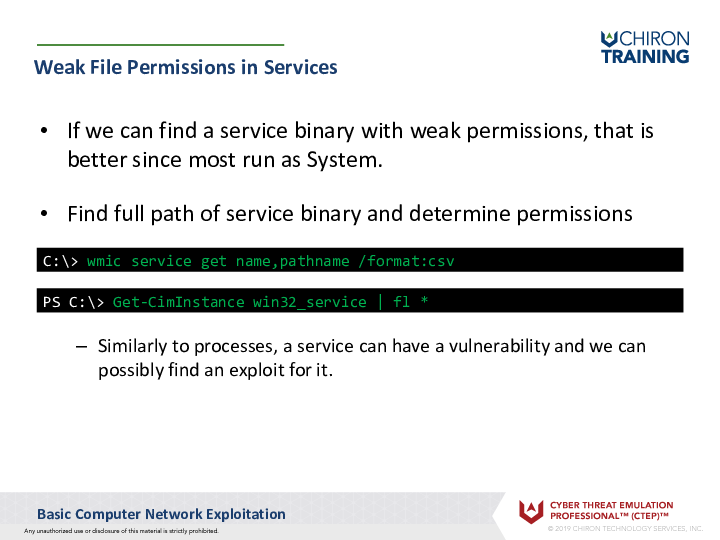 CHIRON
TRAINING
Weak File Permissions in Services
• If we can find a service binary with weak permissions, that is
better since most run as System.
• Find full path of service binary and determine permissions
C:\> wmic service get name,pathname /format:csv
PS C:\> Get-CimInstance win32_service | fl *
– Similarly to processes, a service can have a vulnerability and we can
possibly find an exploit for it.
Basic Computer Network Exploitation
Any unauthorized use or disclosure of this material is strictly prohibited.
CYBER THREAT EMULATION
PROFESSIONAL™ (CTEP)™
© 2019 CHIRON TECHNOLOGY SERVICES, INC.